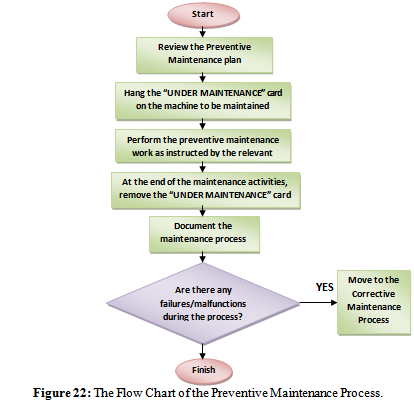 Start
Review the Preventive
Maintenance plan
Hang the “UNDER MAINTENANCE” card
on the machine to be maintained
Perform the preventive maintenance
work as instructed by the relevant
At the end of the maintenance activities,
remove the “UNDER MAINTENANCE” card
Document the
maintenance process
Are there any
failures/malfunctions
during the process?
YES
Move to the
Corrective
Maintenance
Process
Finish
Figure 22: The Flow Chart of the Preventive Maintenance Process.